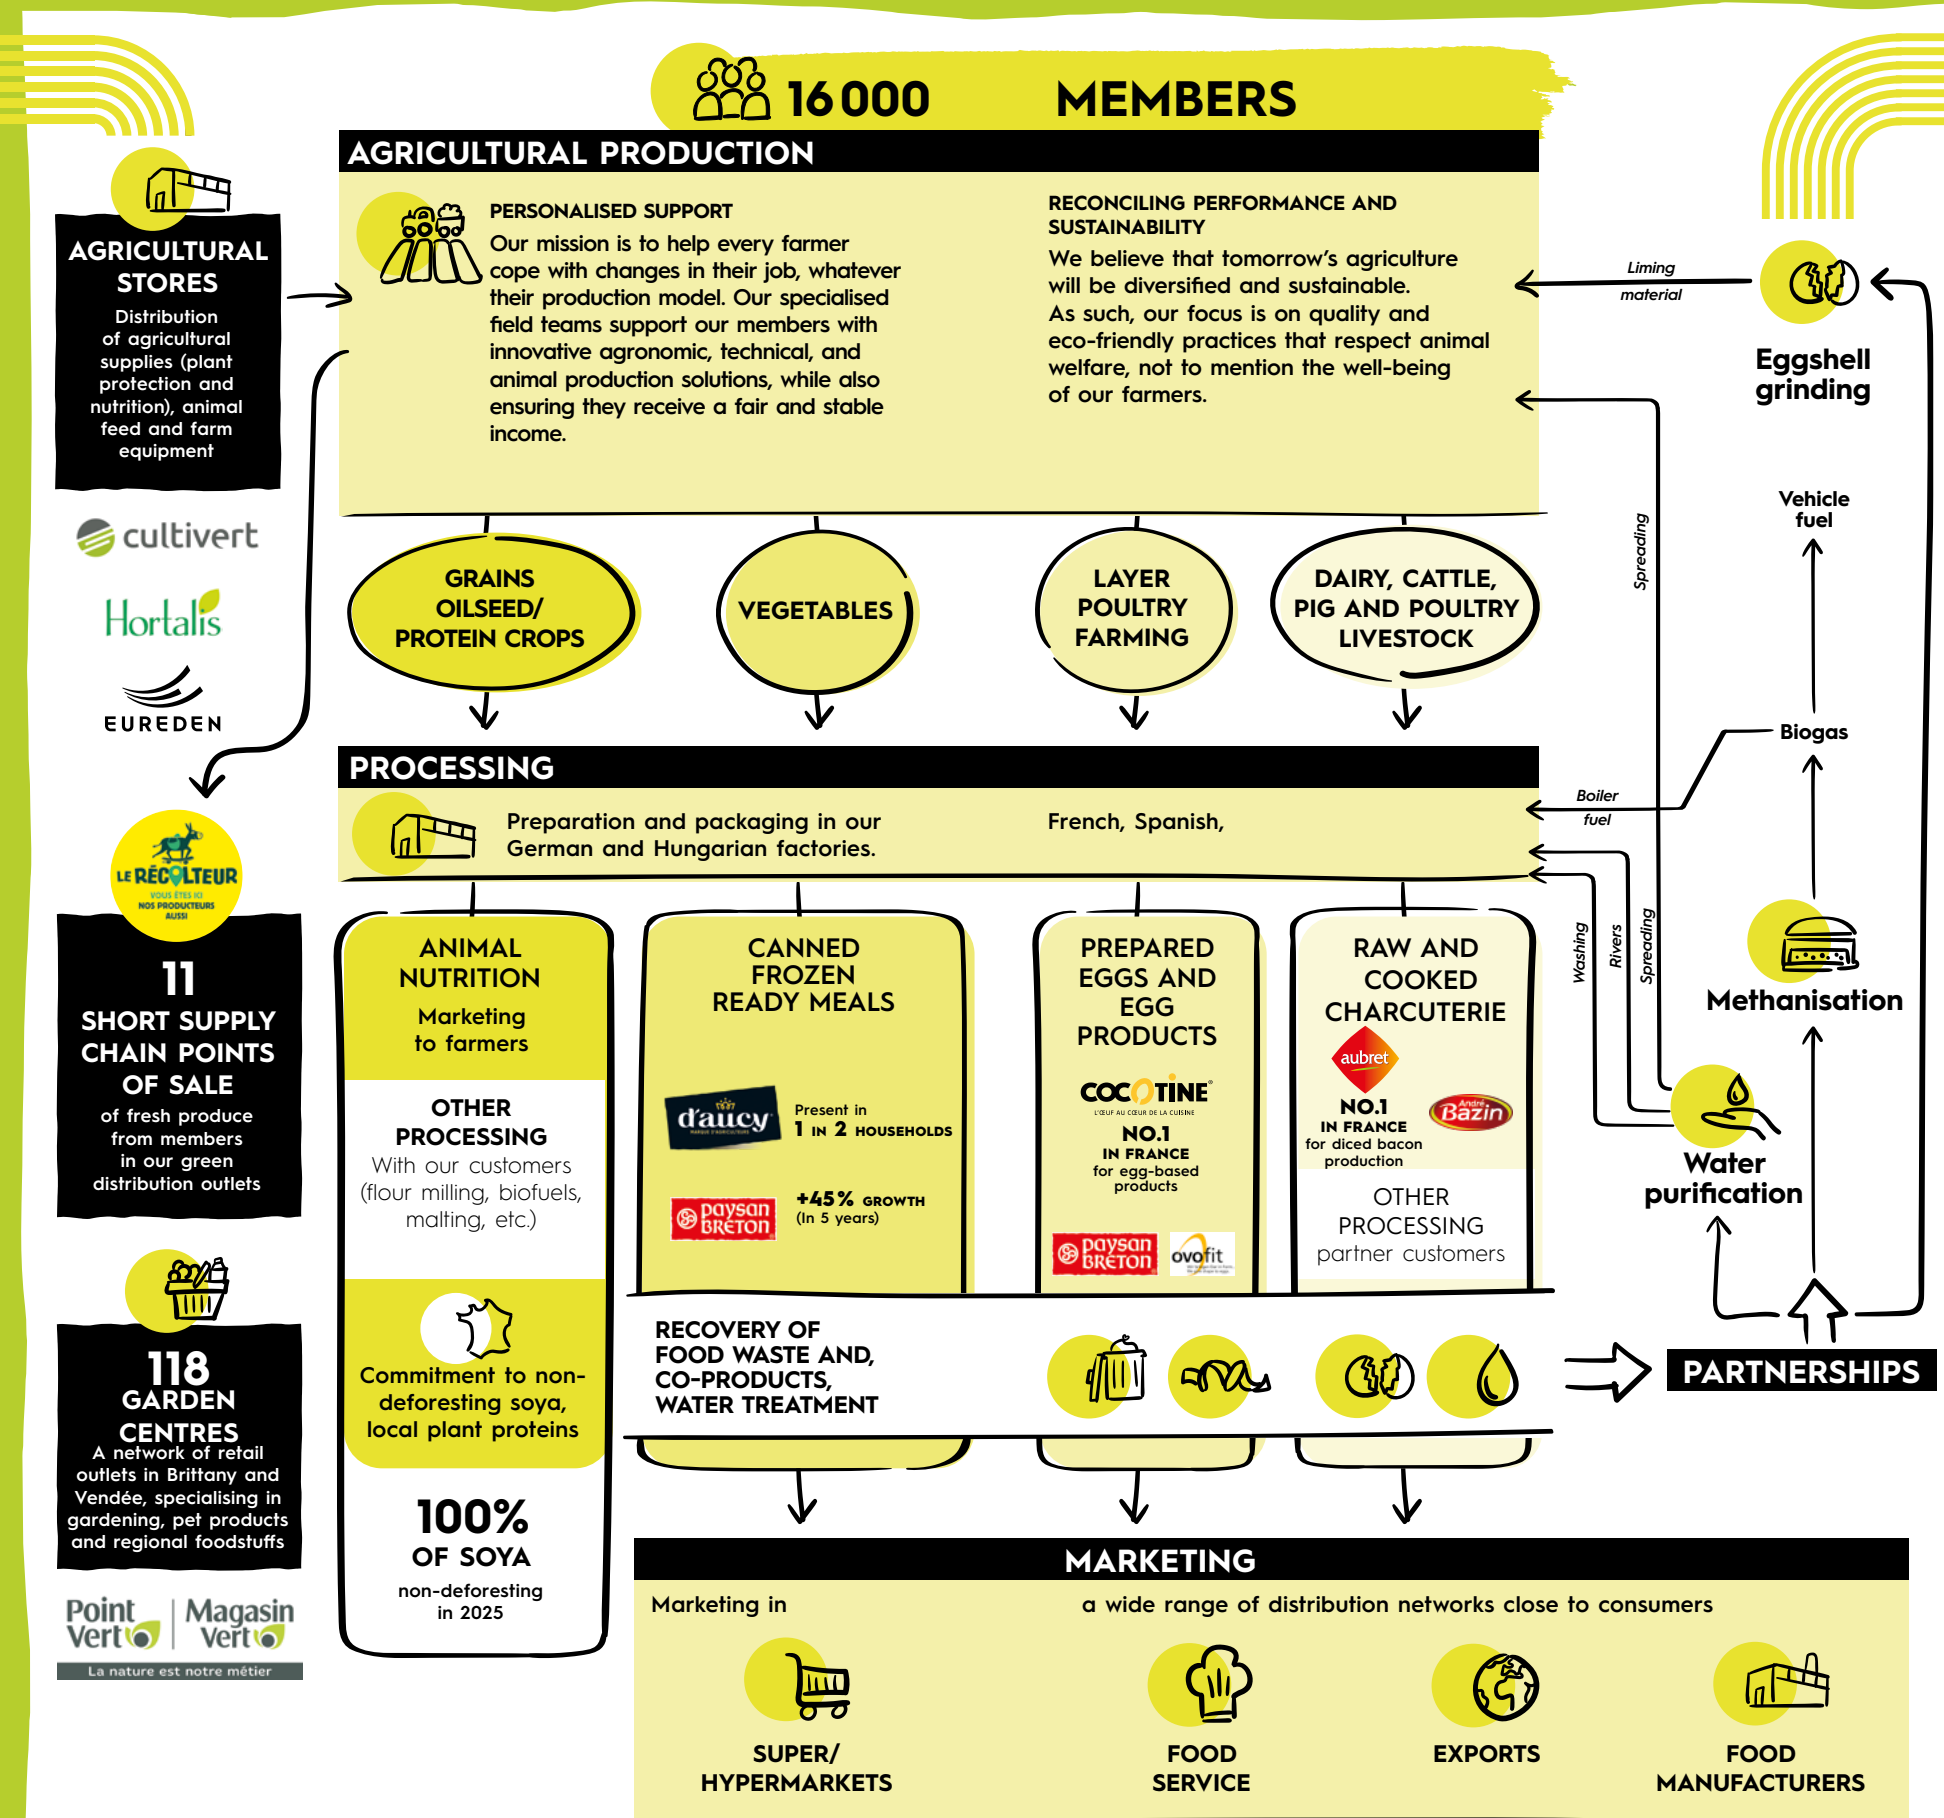 16 000 MEMBERS
AGRICULTURAL PRODUCTION
PERSONALISED SUPPORT
Our mission is to help every farmer
cope with changes in their job, whatever
their production model. Our specialised
field teams support our members with
innovative agronomic, technical, and
animal production solutions, while also
ensuring they receive a fair and stable
income.
RECONCILING PERFORMANCE AND
SUSTAINABILITY
We believe that tomorrow's agriculture
will be diversified and sustainable.
As such, our focus is on quality and
eco-friendly practices that respect animal
welfare, not to mention the well-being
of our farmers.
AGRICULTURAL
STORES
Distribution
of agricultural
supplies (plant
protection and
nutrition), animal
feed and farm
equipment
cultivert
Hortalis
EUREDEN
LE RÉCOLTEUR
VOUS ÊTES ICI
NOS PRODUCTEURS
AUSSI
11
SHORT SUPPLY
CHAIN POINTS
OF SALE
of fresh produce
from members
in our green
distribution outlets
118
GARDEN
CENTRES
A network of retail
outlets in Brittany and
Vendée, specialising in
gardening, pet products
and regional foodstuffs
Point
Vert
Magasin
Vert
La nature est notre métier
GRAINS
OILSEED/
PROTEIN CROPS
VEGETABLES
LAYER
POULTRY
FARMING
DAIRY, CATTLE,
PIG AND POULTRY
LIVESTOCK
PROCESSING
Preparation and packaging in our French, Spanish,
German and Hungarian factories.
ANIMAL
NUTRITION
Marketing
to farmers
OTHER
PROCESSING
With our customers
(flour milling, biofuels,
malting, etc.)
Commitment to non-
deforesting soya,
local plant proteins
100%
OF SOYA
non-deforesting
in 2025
CANNED
FROZEN
READY MEALS
d'aucy
Present in
1 IN 2 HOUSEHOLDS
paysan
BRETON
+45% GROWTH
(In 5 years)
PREPARED
EGGS AND
EGG
PRODUCTS
COCOTINE
L'ŒUF AU CŒUR DE LA CUISINE
NO.1
IN FRANCE
for egg-based
products
paysan
BRETON
ovofit
RAW AND
COOKED
CHARCUTERIE
aubret
NO.1
IN FRANCE
for diced bacon
production
André
Bazin
OTHER
PROCESSING
partner customers
RECOVERY OF
FOOD WASTE AND,
CO-PRODUCTS,
WATER TREATMENT
PARTNERSHIPS
Liming
material
Eggshell
grinding
Spreading
Vehicle
fuel
Biogas
Boiler
fuel
Washing
Rivers
Spreading
Methanisation
Water
purification
MARKETING
Marketing in a wide range of distribution networks close to consumers
SUPER/
HYPERMARKETS
FOOD
SERVICE
EXPORTS
FOOD
MANUFACTURERS